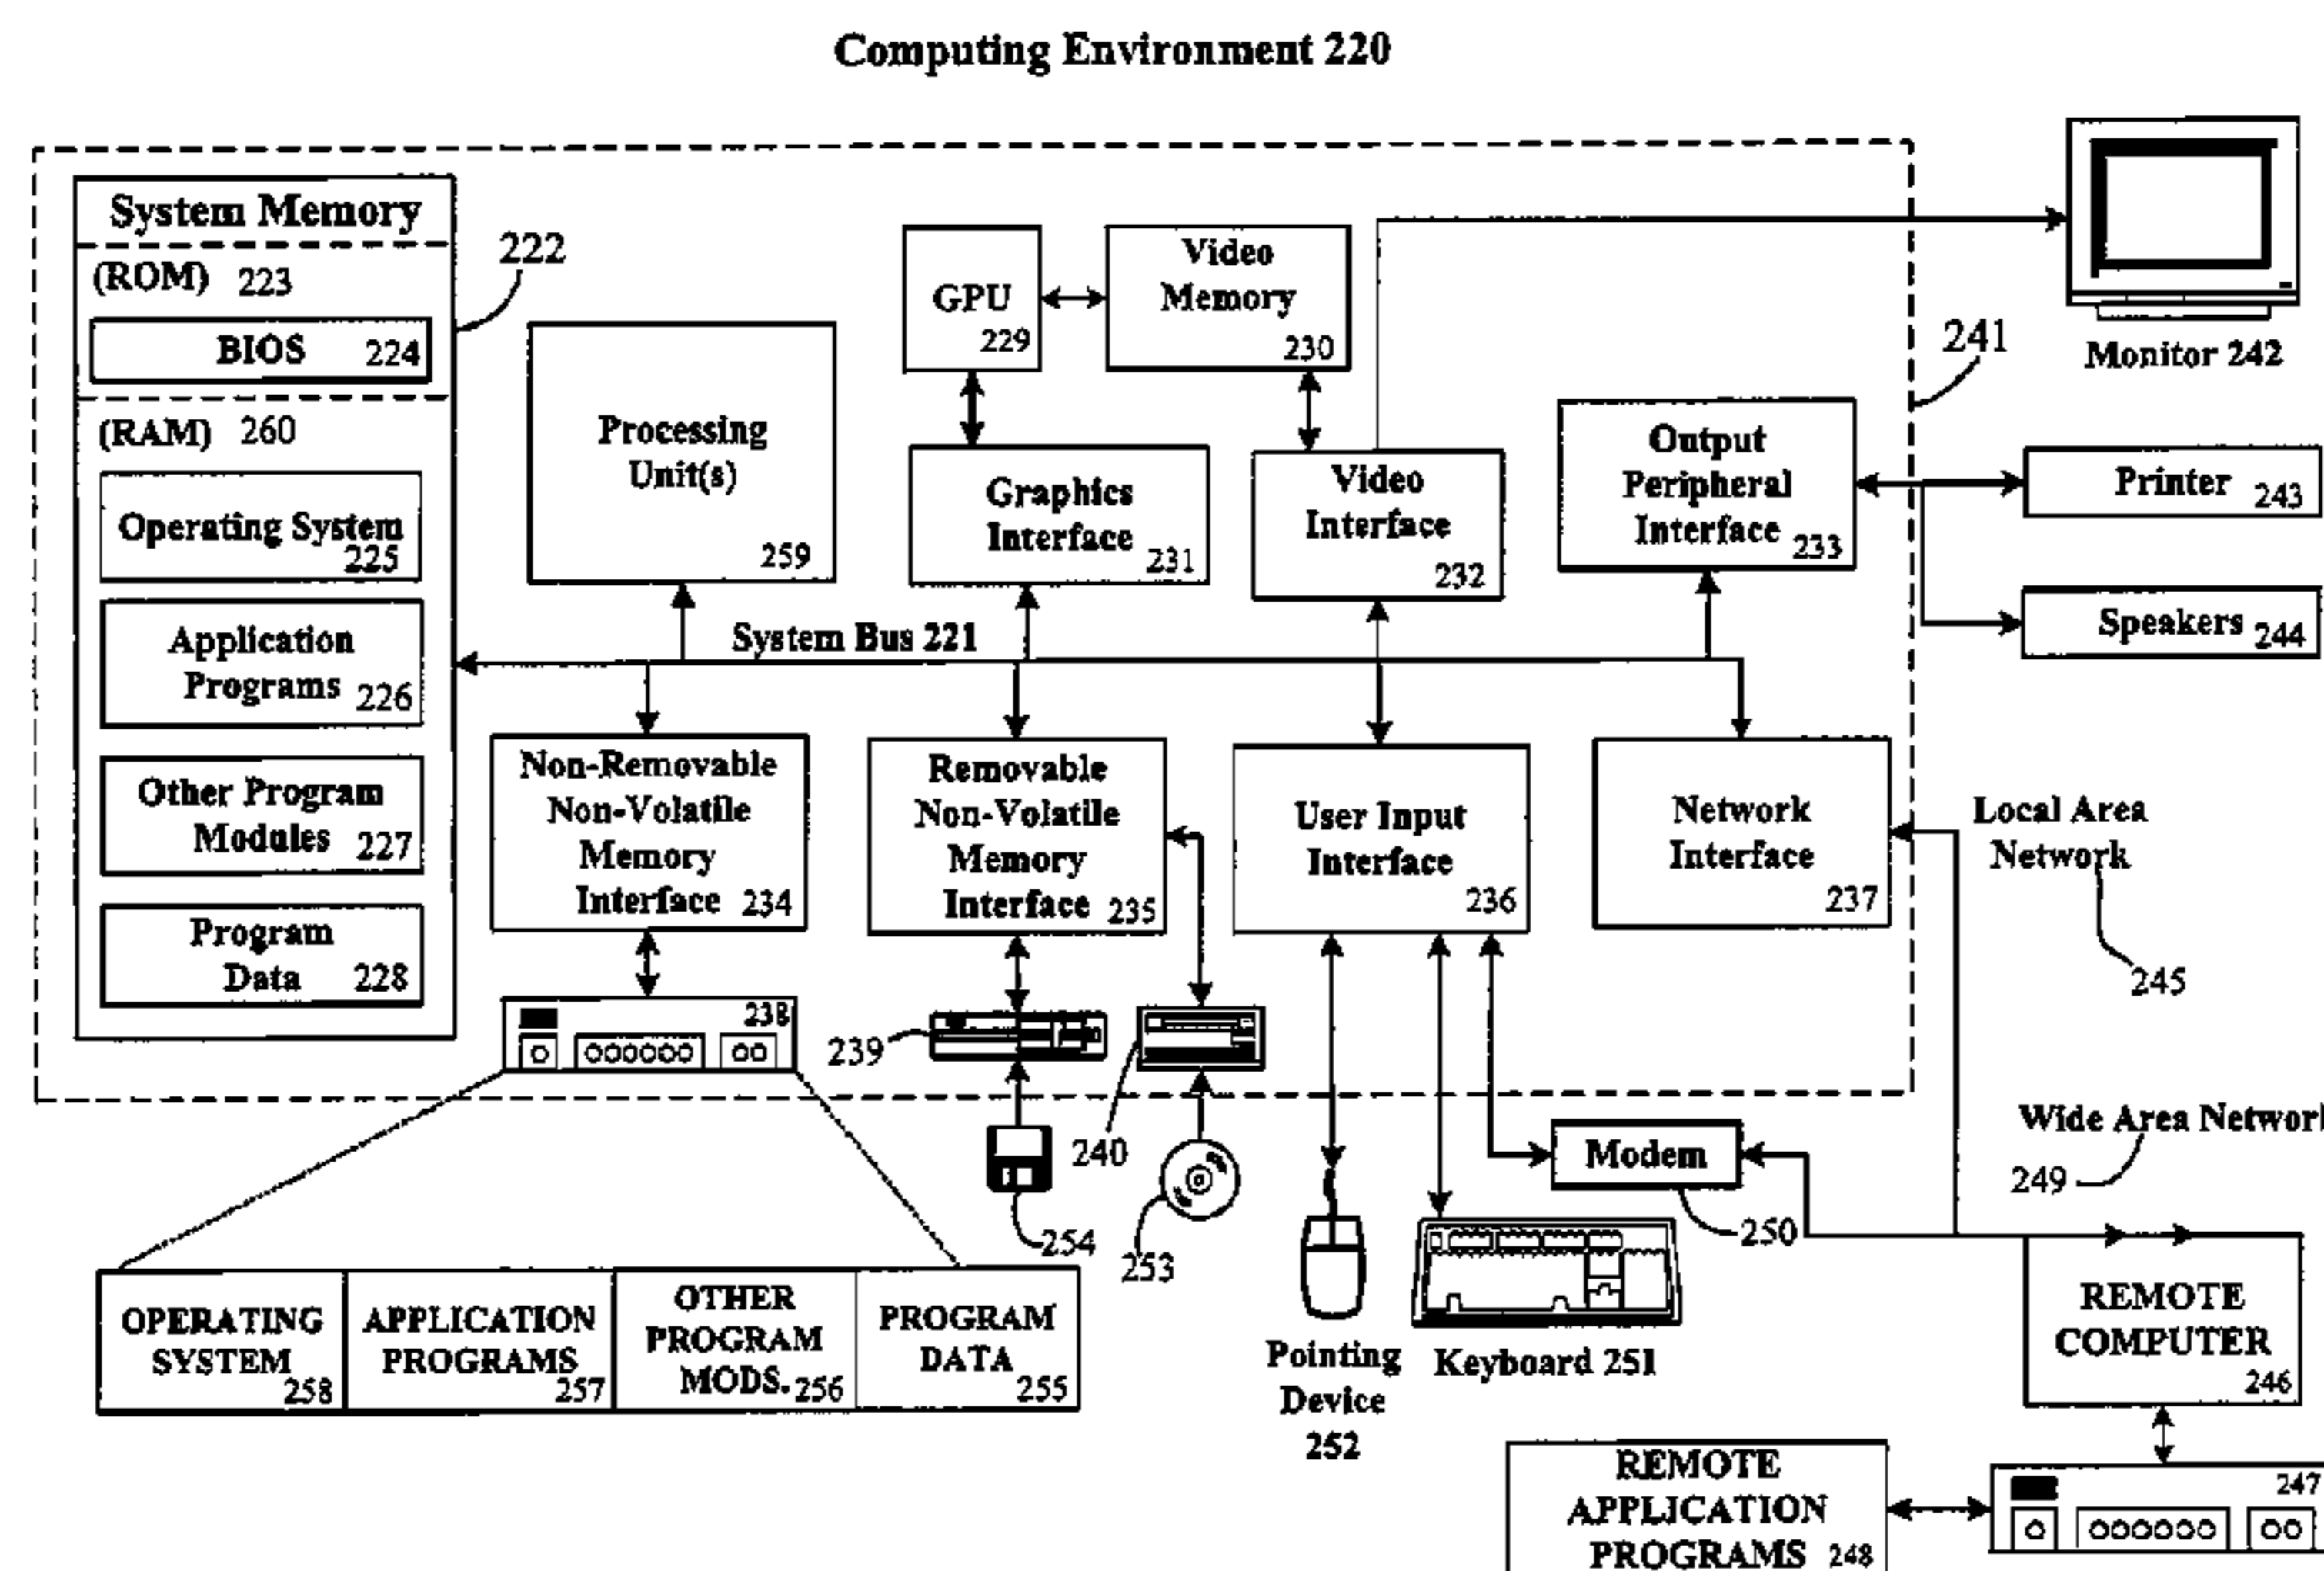 Computing Environment 220
System Memory
(ROM) 223
BIOS 224
222
(RAM) 260
Operating System
225
Application
Programs 226
Other Program
Modules 227
Program
Data 228
Processing
Unit(s)
259
GPU
229
Video
Memory
230
Graphics
Interface
231
Video
Interface
232
Output
Peripheral
Interface 233
241
Monitor 242
Printer 243
Speakers 244
System Bus 221
Non-Removable
Non-Volatile
Memory
Interface 234
Removable
Non-Volatile
Memory
Interface 235
User Input
Interface
236
Network
Interface
237
Local Area
Network
245
238
239
240
254
253
Modem
250
Wide Area Network
249
OPERATING
SYSTEM
258
APPLICATION
PROGRAMS
257
OTHER
PROGRAM
MODS. 256
PROGRAM
DATA
255
Pointing
Device
252
Keyboard 251
REMOTE
COMPUTER
246
247
REMOTE
APPLICATION
PROGRAMS 248